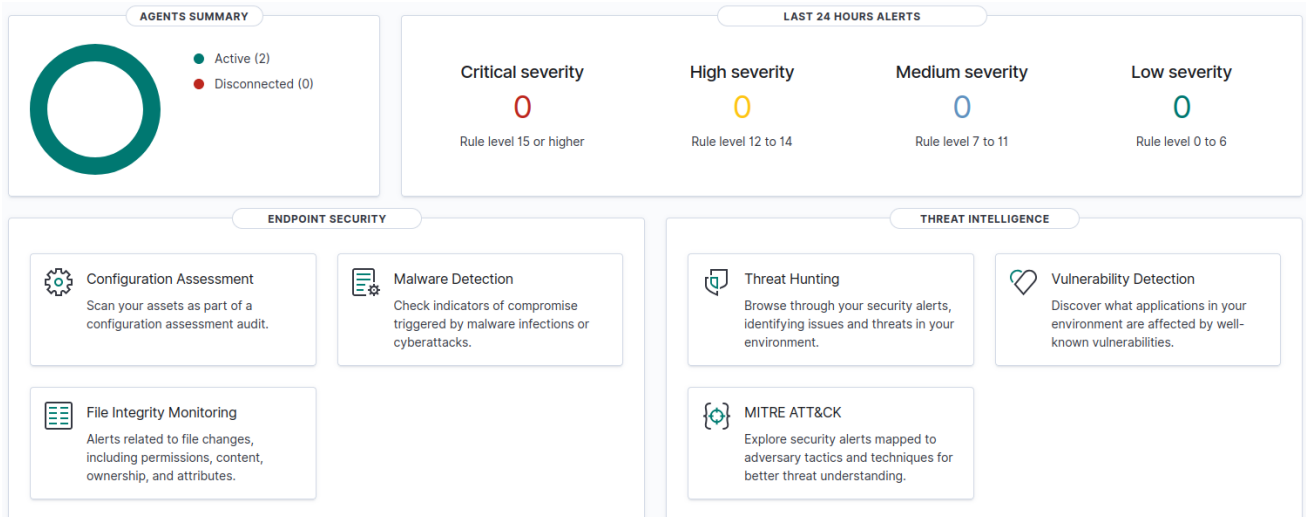 AGENTS SUMMARY
Active (2)
Disconnected (0)
LAST 24 HOURS ALERTS
Critical severity
0
Rule level 15 or higher
High severity
0
Rule level 12 to 14
Medium severity
0
Rule level 7 to 11
Low severity
0
Rule level 0 to 6
ENDPOINT SECURITY
Configuration Assessment
Scan your assets as part of a
configuration assessment audit.
Malware Detection
Check indicators of compromise
triggered by malware infections or
cyberattacks.
File Integrity Monitoring
Alerts related to file changes,
including permissions, content,
ownership, and attributes.
THREAT INTELLIGENCE
Threat Hunting
Browse through your security alerts,
identifying issues and threats in your
environment.
Vulnerability Detection
Discover what applications in your
environment are affected by well-
known vulnerabilities.
MITRE ATT&CK
Explore security alerts mapped to
adversary tactics and techniques for
better threat understanding.